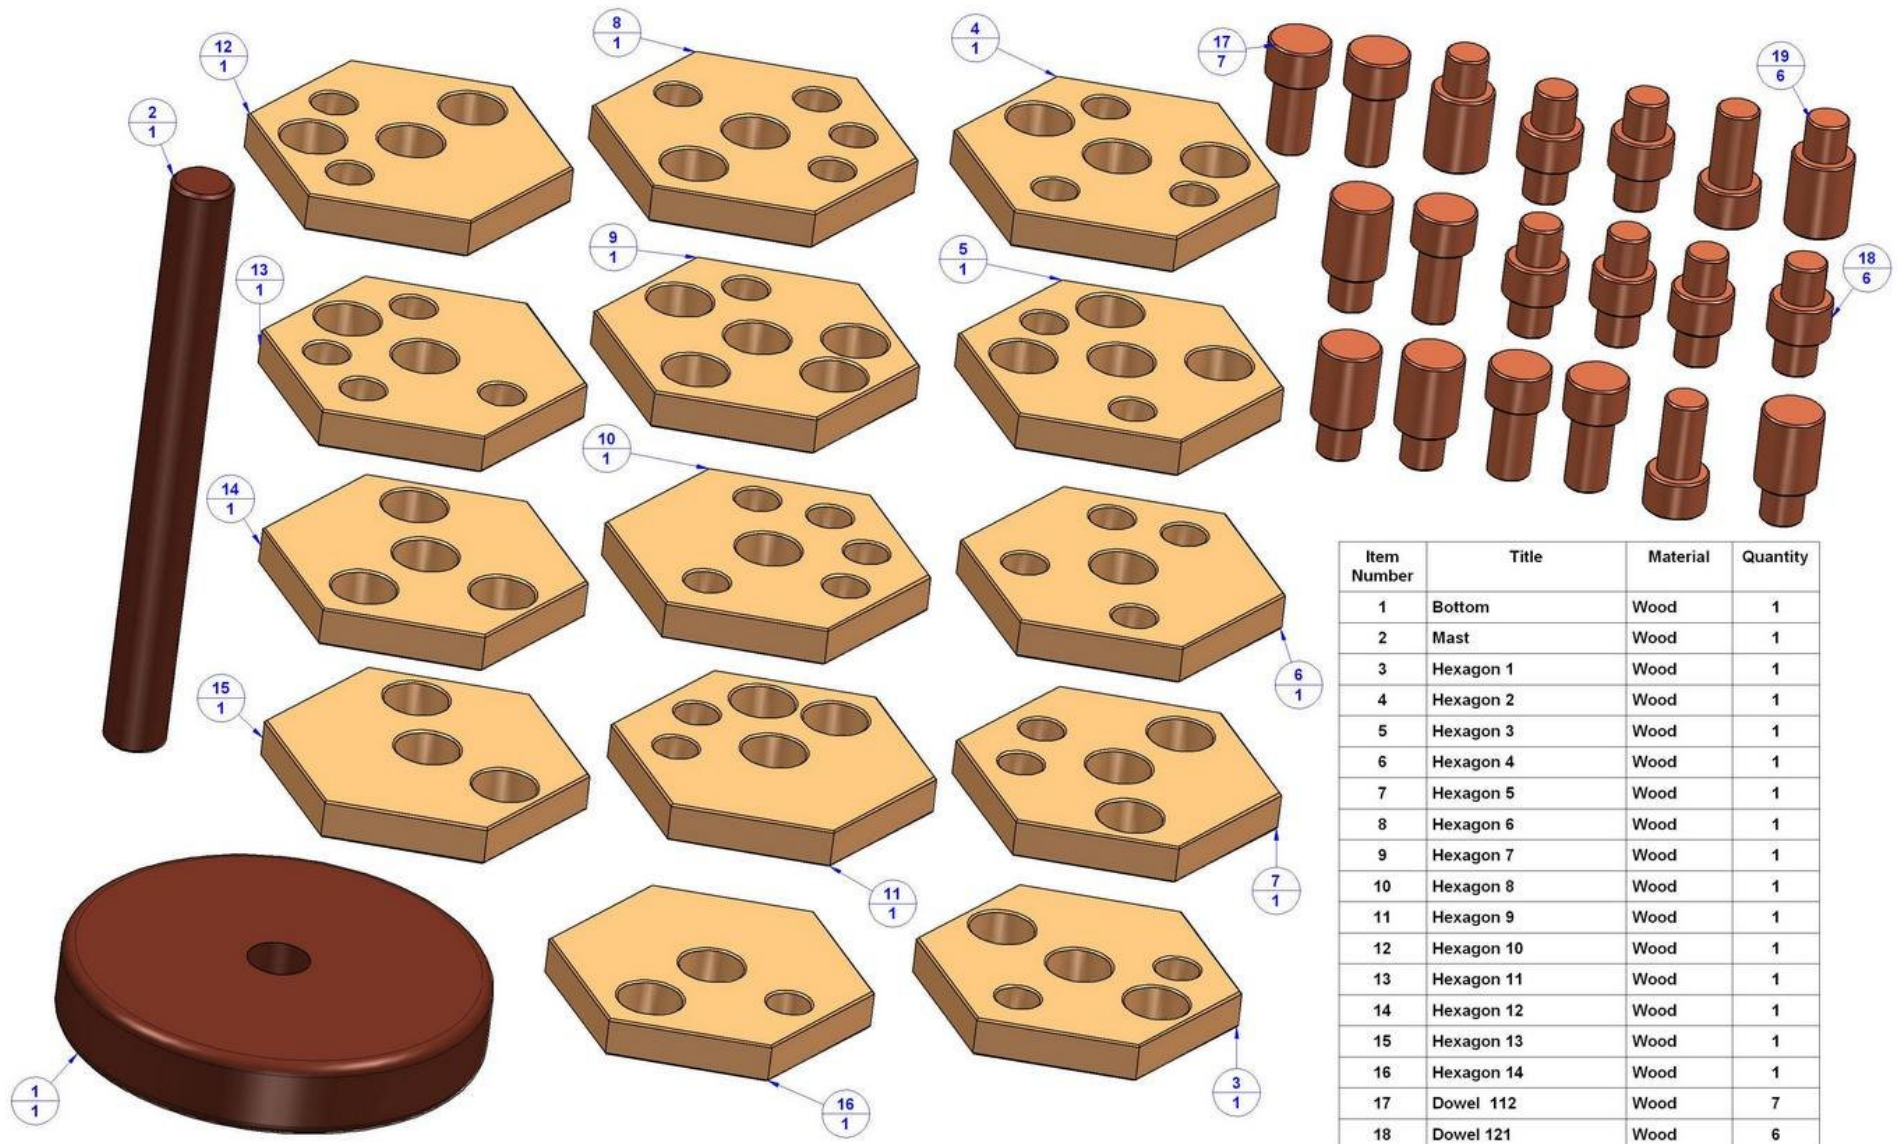 12
1
8
1
4
1
17
7
19
6
2
1
13
1
9
1
5
1
18
6
14
1
10
1
6
1
15
1
11
1
7
1
1
1
16
1
3
1
Item Number Title Material Quantity
1 Bottom Wood 1
2 Mast Wood 1
3 Hexagon 1 Wood 1
4 Hexagon 2 Wood 1
5 Hexagon 3 Wood 1
6 Hexagon 4 Wood 1
7 Hexagon 5 Wood 1
8 Hexagon 6 Wood 1
9 Hexagon 7 Wood 1
10 Hexagon 8 Wood 1
11 Hexagon 9 Wood 1
12 Hexagon 10 Wood 1
13 Hexagon 11 Wood 1
14 Hexagon 12 Wood 1
15 Hexagon 13 Wood 1
16 Hexagon 14 Wood 1
17 Dowel 112 Wood 7
18 Dowel 121 Wood 6